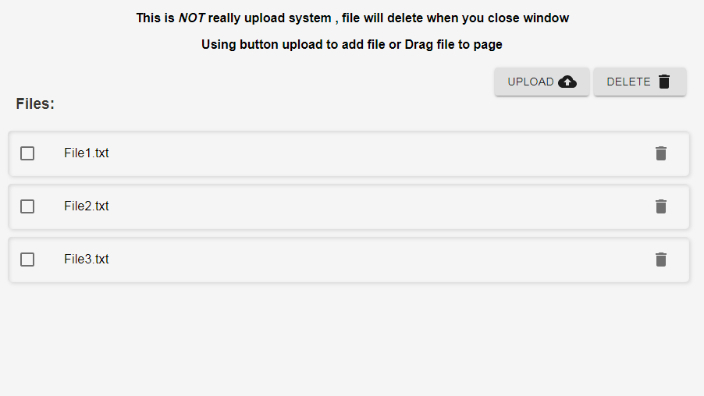 This is NOT really upload system , file will delete when you close window
Using button upload to add file or Drag file to page
UPLOAD DELETE
Files:
File1.txt
File2.txt
File3.txt